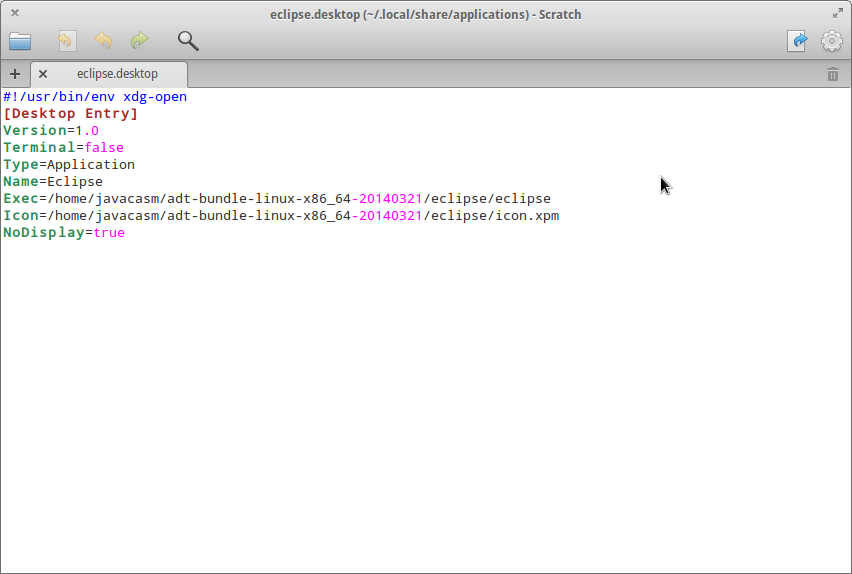 eclipse.desktop (~/.local/share/applications) - Scratch
eclipse.desktop
#!/usr/bin/env xdg-open
[Desktop Entry]
Version=1.0
Terminal=false
Type=Application
Name=Eclipse
Exec=/home/javacasm/adt-bundle-linux-x86_64-20140321/eclipse/eclipse
Icon=/home/javacasm/adt-bundle-linux-x86_64-20140321/eclipse/icon.xpm
NoDisplay=true